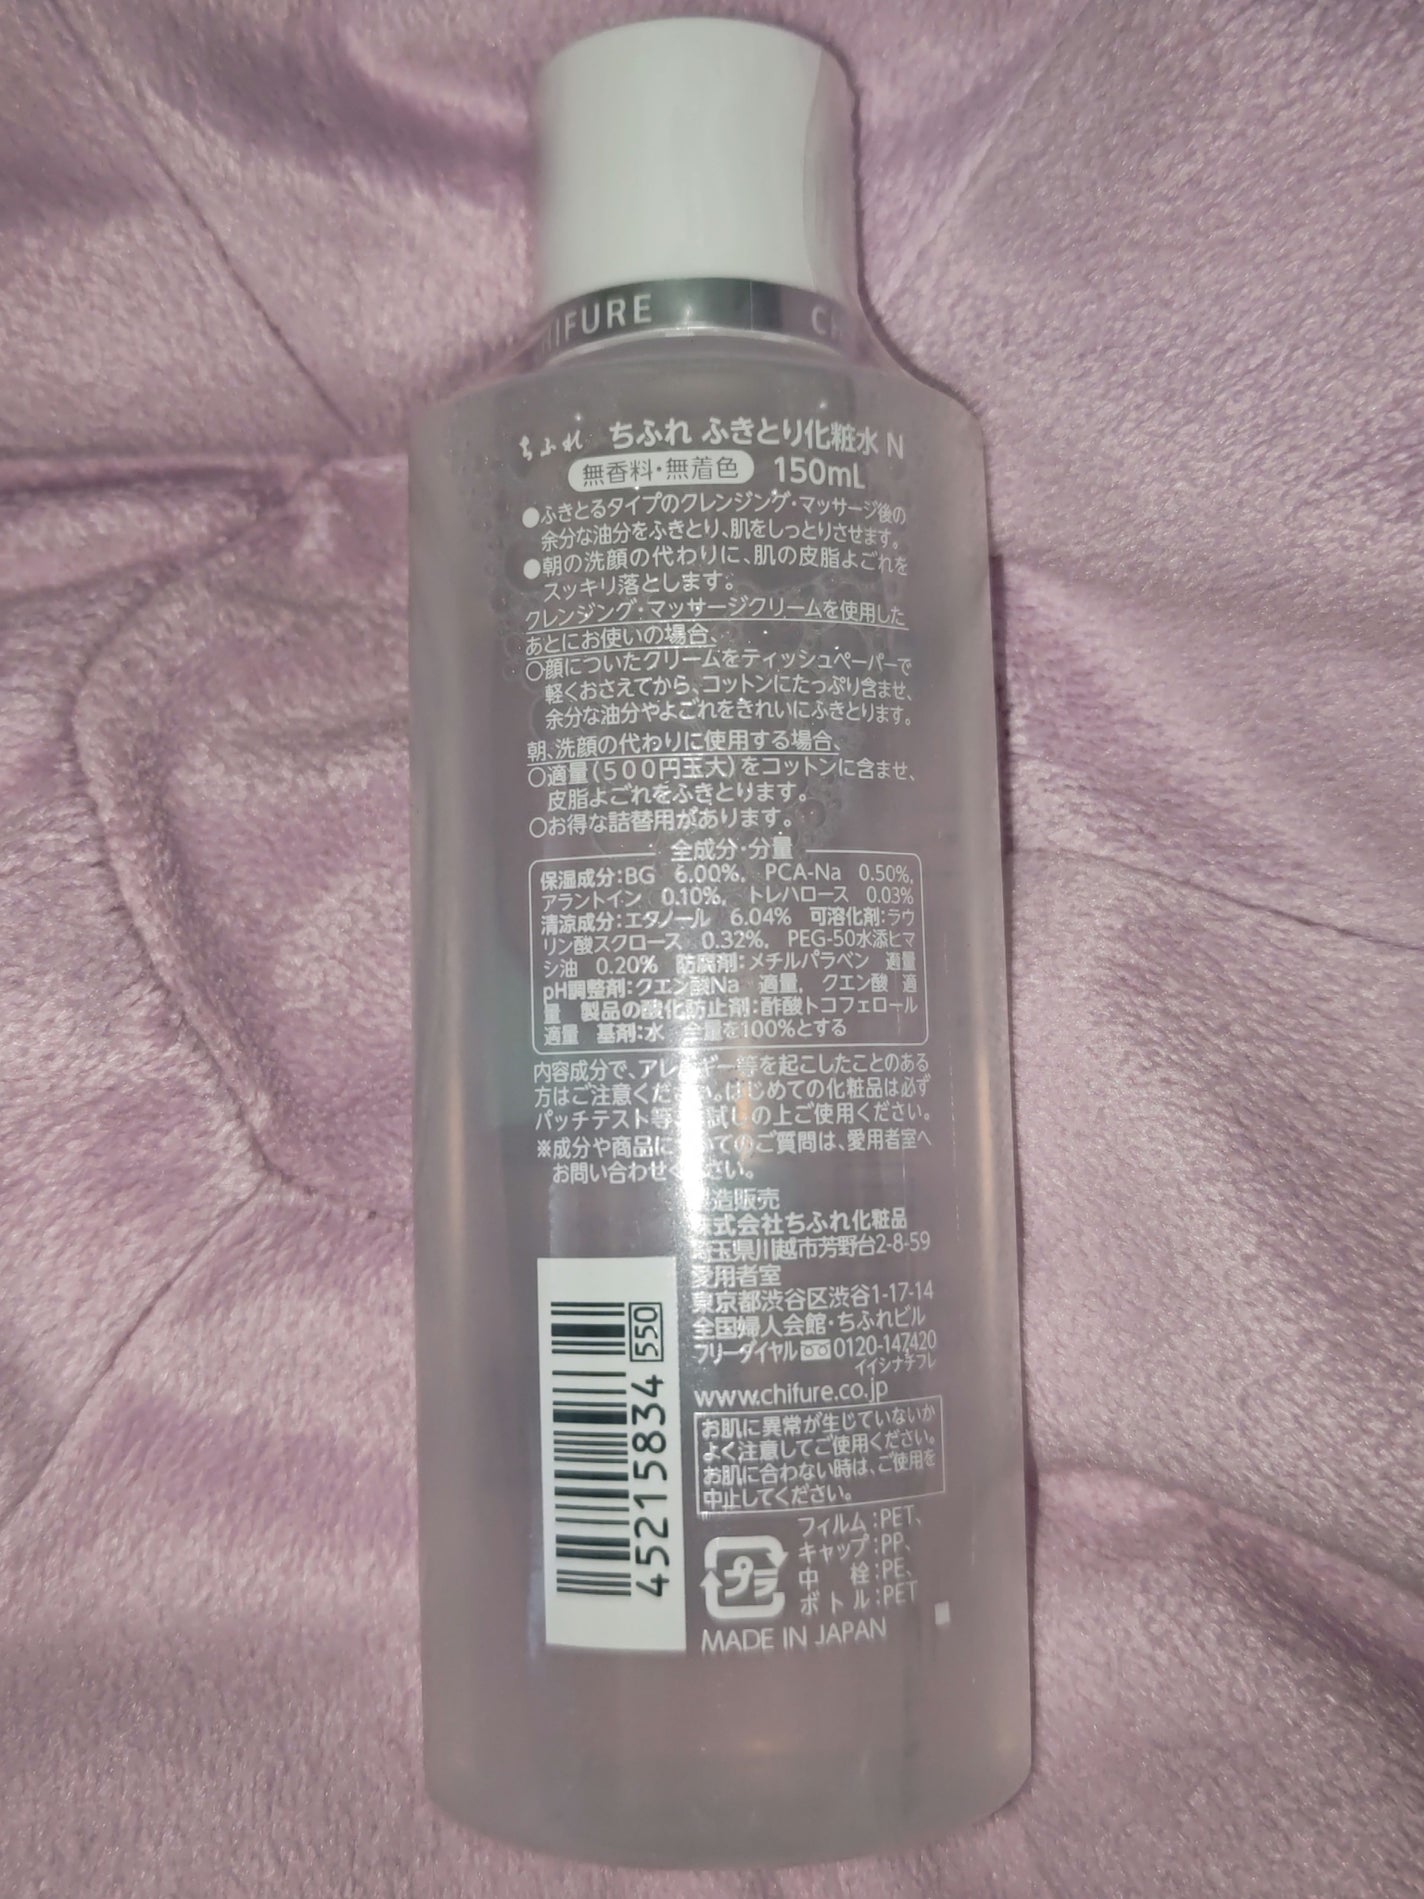 CHIFURE
ちふれ ちふれ ふきとり化粧水 N
無香料・無着色 150mL
●ふきとるタイプのクレンジング・マッサージ後の
余分な油分をふきとり、肌をしっとりさせます。
●朝の洗顔の代わりに、肌の皮脂よごれを
スッキリ落とします。
クレンジング・マッサージクリームを使用した
あとにお使いの場合、
○顔についたクリームをティッシュペーパーで
軽くおさえてから、コットンにたっぷり含ませ、
余分な油分やよごれをきれいにふきとります。
朝、洗顔の代わりに使用する場合、
○適量(500円玉大)をコットンに含ませ、
皮脂よごれをふきとります。
○お得な詰替用があります。
全成分・分量
保湿成分:BG 6.00%, PCA-Na 0.50%,
アラントイン 0.10%, トレハロース 0.03%
清涼成分:エタノール 6.04% 可溶化剤:ラウ
リン酸スクロース 0.32%, PEG-50水添ヒマ
シ油 0.20% 防腐剤:メチルパラベン 適量
pH調整剤:クエン酸Na 適量, クエン酸 適
量 製品の酸化防止剤:酢酸トコフェロール
適量 基剤:水 全量を100%とする
内容成分で、アレルギー等を起こしたことのある
方はご注意ください。はじめての化粧品は必ず
パッチテスト等 試しの上ご使用ください。
※成分や商品についてのご質問は、愛用者室へ
お問い合わせください。
製造販売
株式会社ちふれ化粧品
埼玉県川越市芳野台2-8-59
愛用者室
東京都渋谷区渋谷1-17-14
全国婦人会館・ちふれビル
フリーダイヤル 0120-147420
イイシナチフレ
www.chifure.co.jp
お肌に異常が生じていないか
よく注意してご使用ください。
お肌に合わない時は、ご使用を
中止してください。
プラ
フィルム:PET、
キャップ:PP、
中栓:PE、
ボトル:PET
MADE IN JAPAN
45215834 550